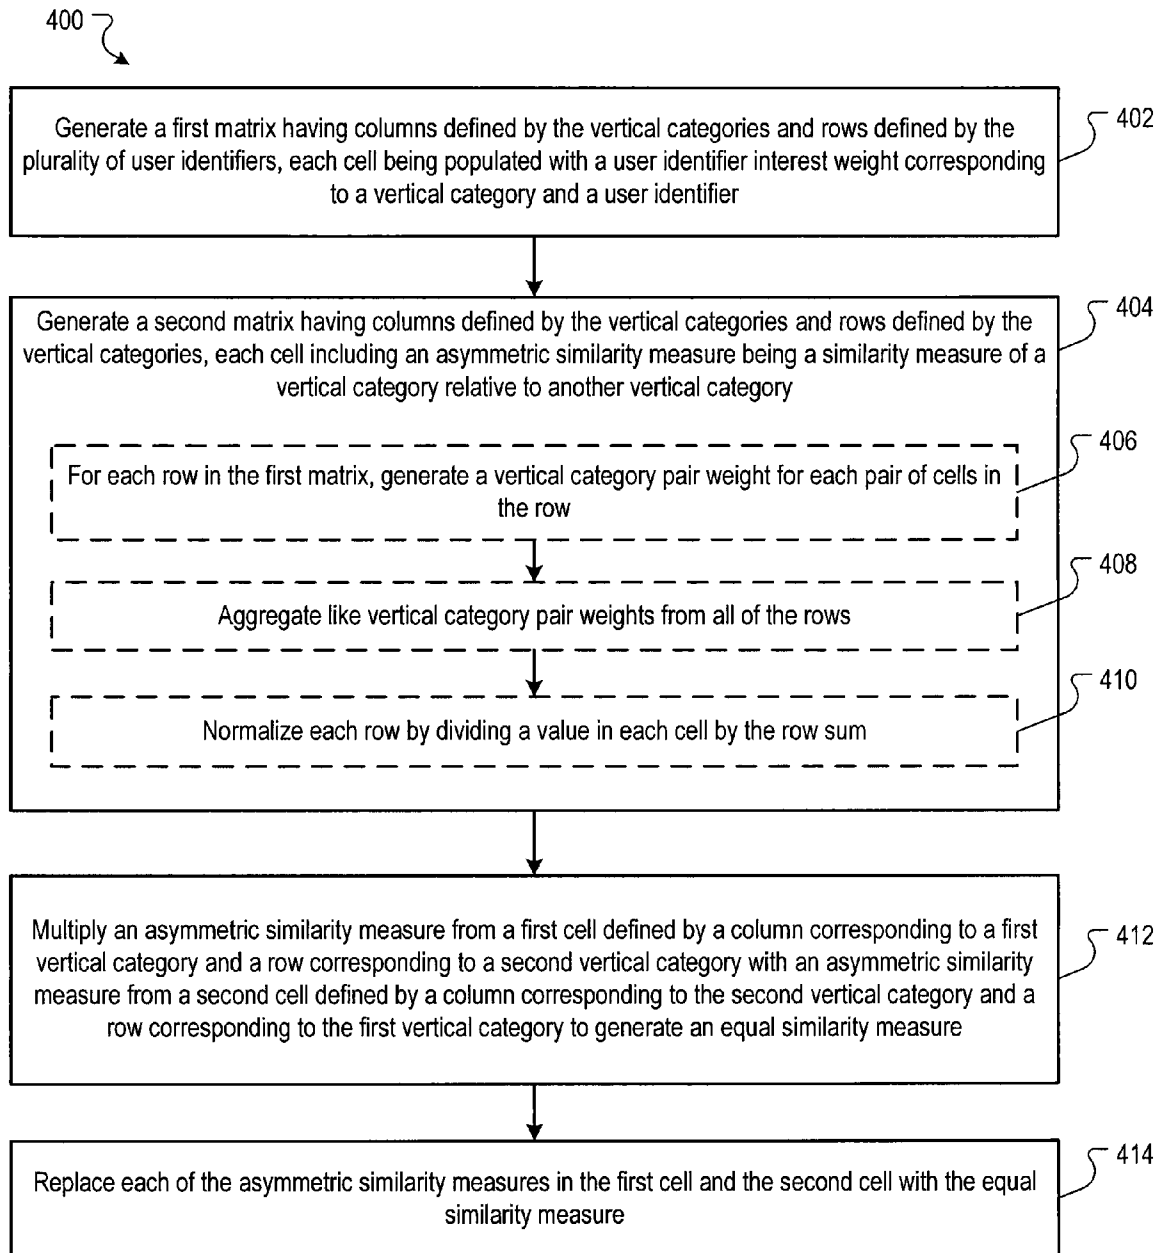 400
Generate a first matrix having columns defined by the vertical categories and rows defined by the
plurality of user identifiers, each cell being populated with a user identifier interest weight corresponding
to a vertical category and a user identifier
402
Generate a second matrix having columns defined by the vertical categories and rows defined by the
vertical categories, each cell including an asymmetric similarity measure being a similarity measure of a
vertical category relative to another vertical category
404
For each row in the first matrix, generate a vertical category pair weight for each pair of cells in
the row
406
Aggregate like vertical category pair weights from all of the rows
408
Normalize each row by dividing a value in each cell by the row sum
410
Multiply an asymmetric similarity measure from a first cell defined by a column corresponding to a first
vertical category and a row corresponding to a second vertical category with an asymmetric similarity
measure from a second cell defined by a column corresponding to the second vertical category and a
row corresponding to the first vertical category to generate an equal similarity measure
412
Replace each of the asymmetric similarity measures in the first cell and the second cell with the equal
similarity measure
414